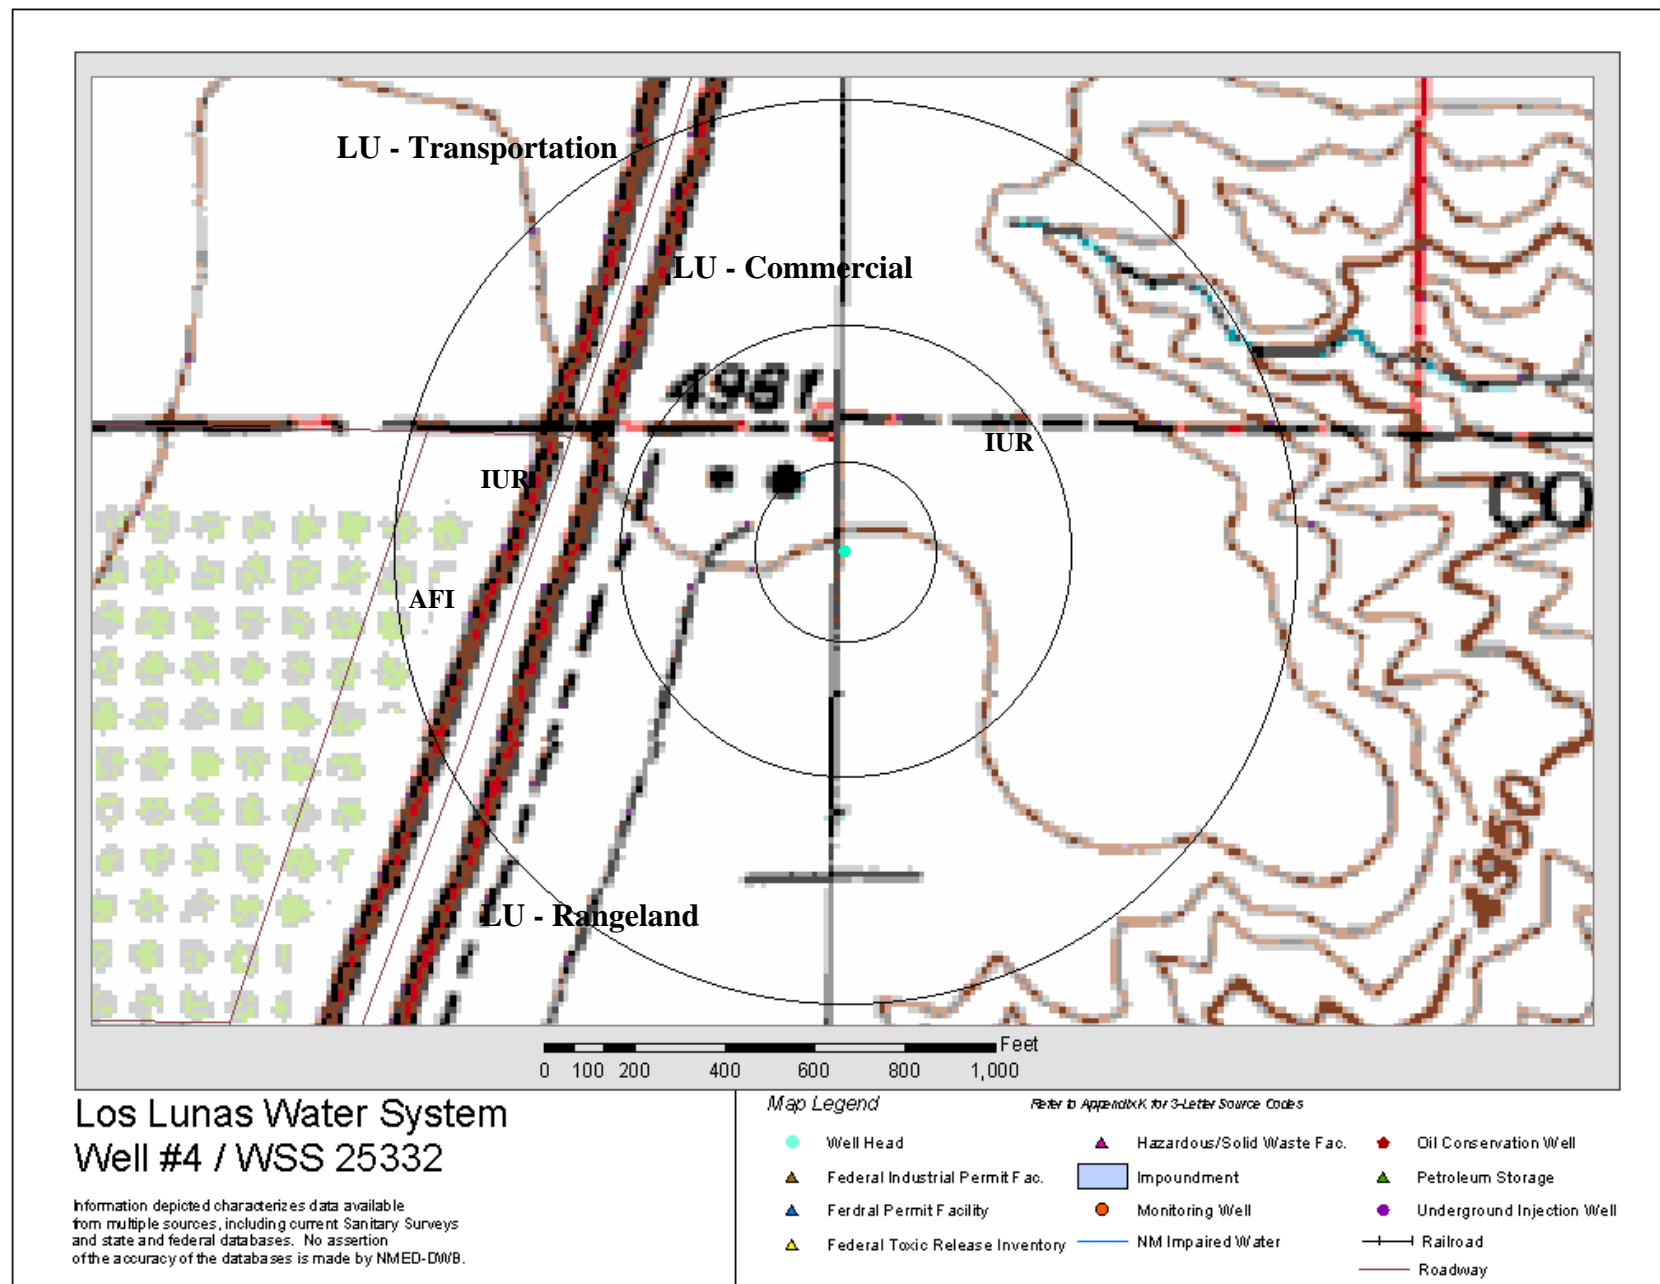 LU - Transportation
LU - Commercial
4981
IUR
IUR
CO
AFI
4950
LU - Rangeland
Feet
0 100 200 400 600 800 1,000
Los Lunas Water System
Well #4 / WSS 25332
Information depicted characterizes data available
from multiple sources, including current Sanitary Surveys
and state and federal databases. No assertion
of the accuracy of the databases is made by NMED-DWB.
Map Legend
Refer to Appendix K for 3-Letter Source Codes
Well Head
Federal Industrial Permit Fac.
Ferdral Permit Facility
Federal Toxic Release Inventory
Hazardous/Solid Waste Fac.
Impoundment
Monitoring Well
NM Impaired Water
Oil Conservation Well
Petroleum Storage
Underground Injection Well
Railroad
Roadway